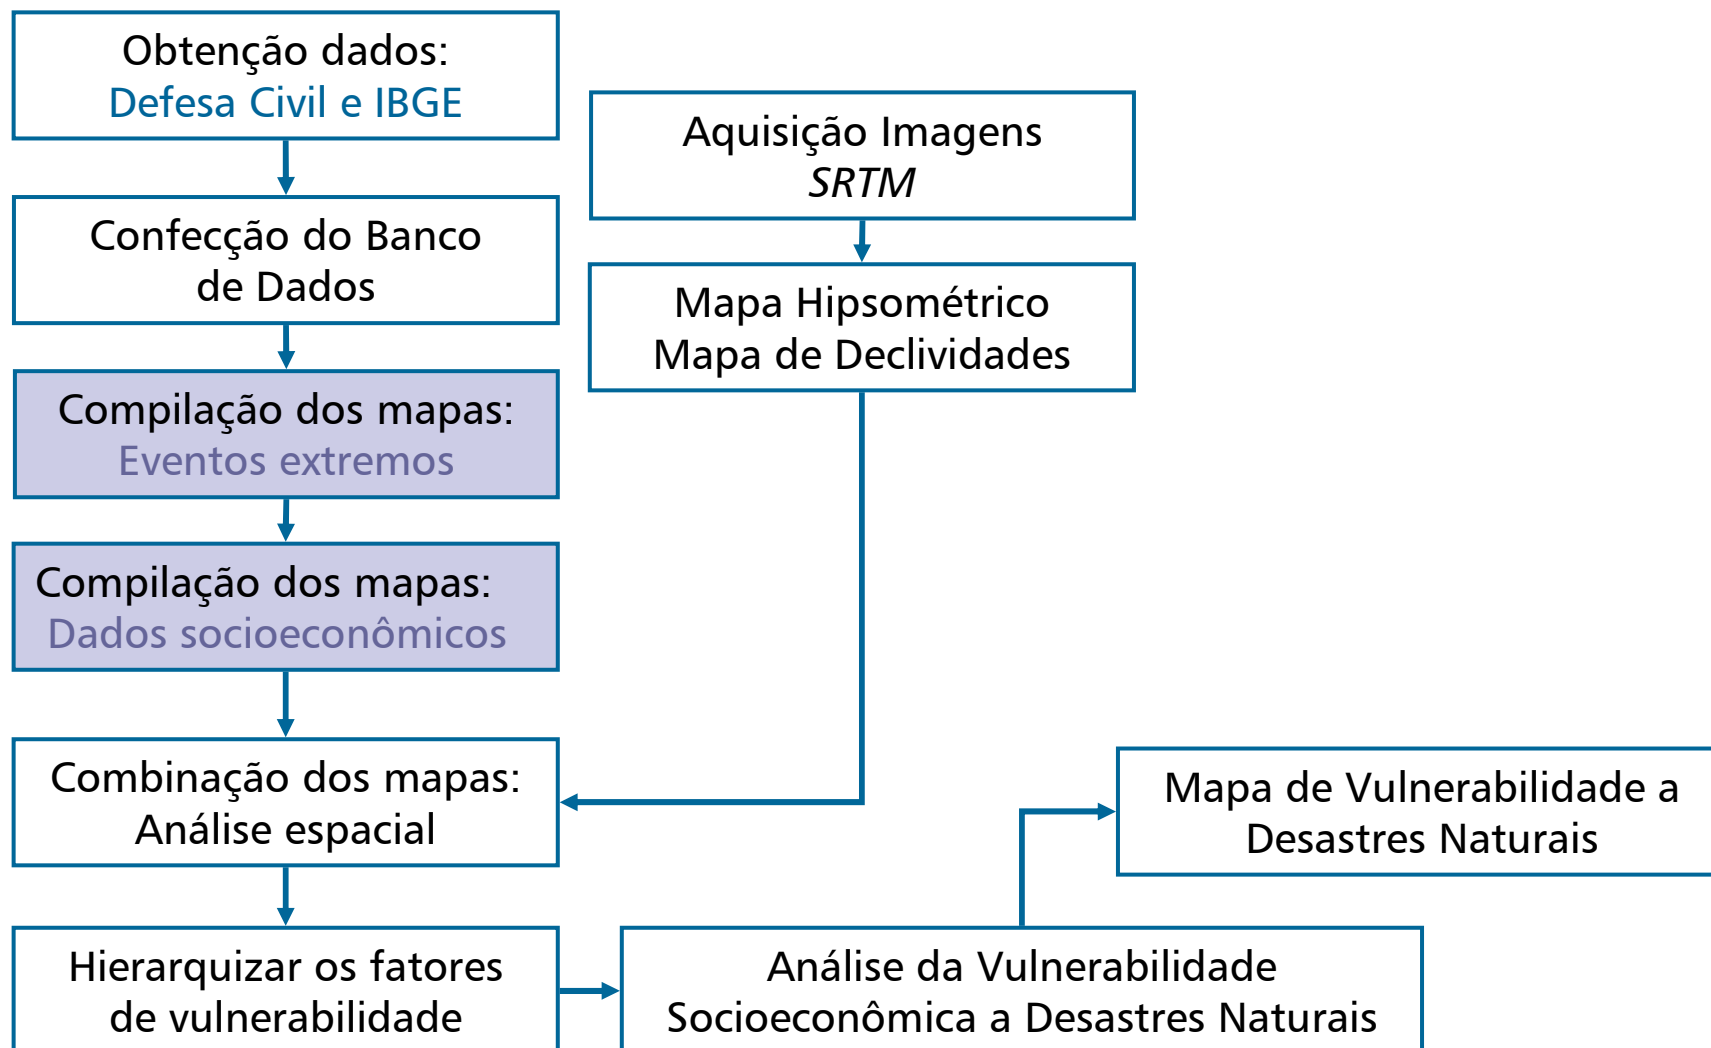 Obtenção dados:
Defesa Civil e IBGE
Aquisição Imagens
SRTM
Confecção do Banco
de Dados
Mapa Hipsométrico
Mapa de Declividades
Compilação dos mapas:
Eventos extremos
Compilação dos mapas:
Dados socioeconômicos
Combinação dos mapas:
Análise espacial
Mapa de Vulnerabilidade a
Desastres Naturais
Hierarquizar os fatores
de vulnerabilidade
Análise da Vulnerabilidade
Socioeconômica a Desastres Naturais